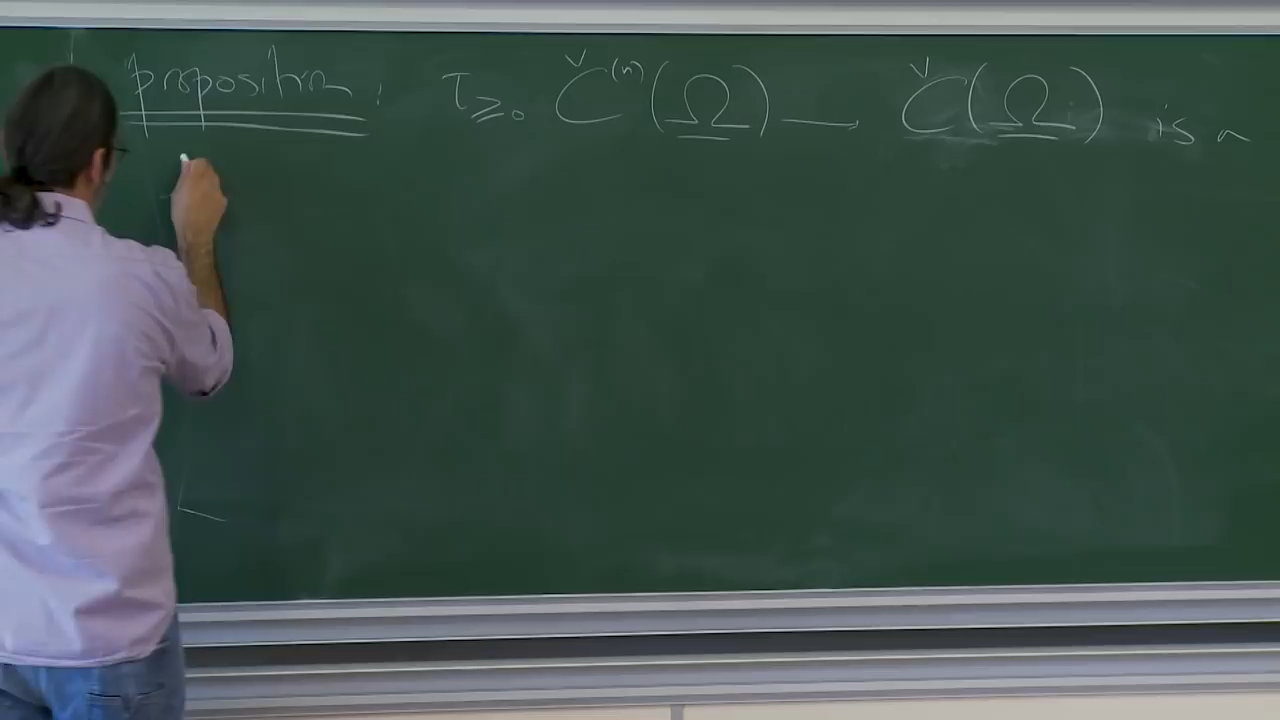 proposition : τ≥0 Č⁽ⁿ⁾(Ω) → Č(Ω) is a